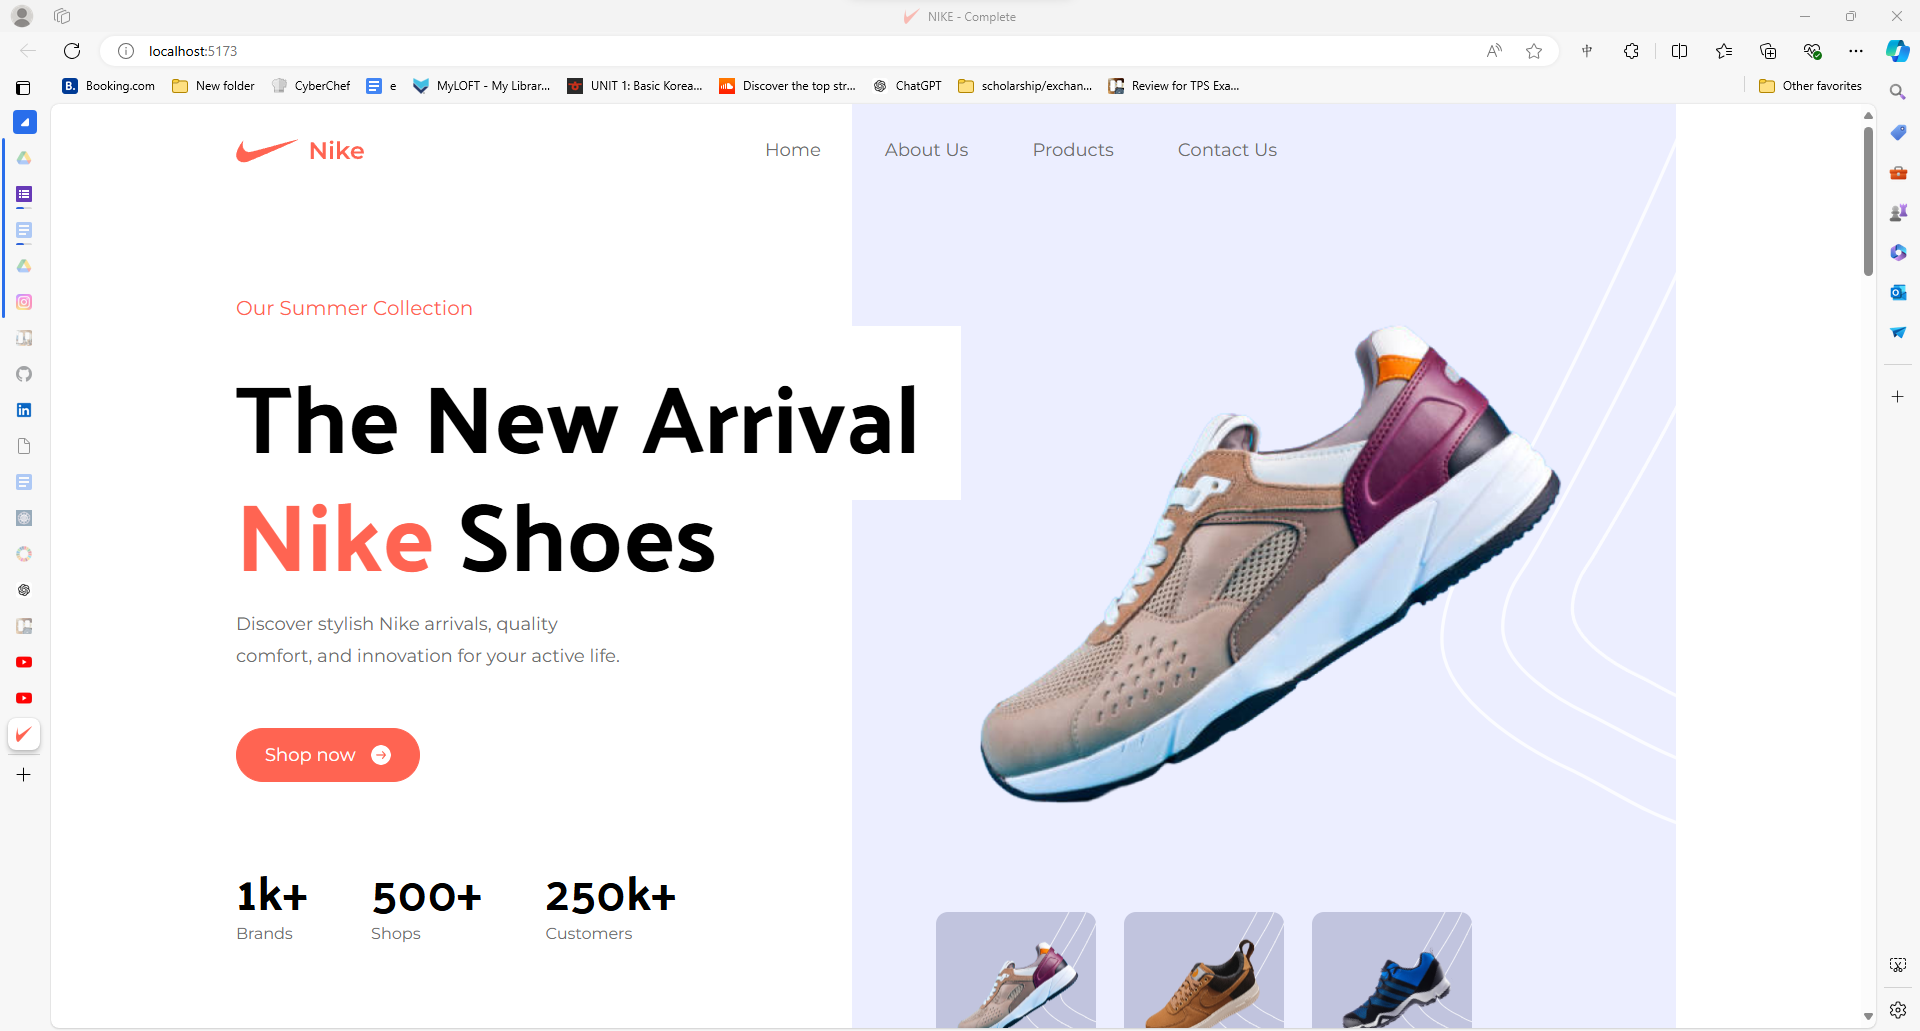 NIKE - Complete
localhost:5173
Booking.com
New folder
CyberChef
e
MyLOFT - My Librar...
UNIT 1: Basic Korea...
Discover the top str...
ChatGPT
scholarship/exchan...
Review for TPS Exa...
Other favorites
Nike
Home
About Us
Products
Contact Us
Our Summer Collection
The New Arrival
Nike Shoes
Discover stylish Nike arrivals, quality
comfort, and innovation for your active life.
Shop now
1k+
500+
250k+
Brands
Shops
Customers